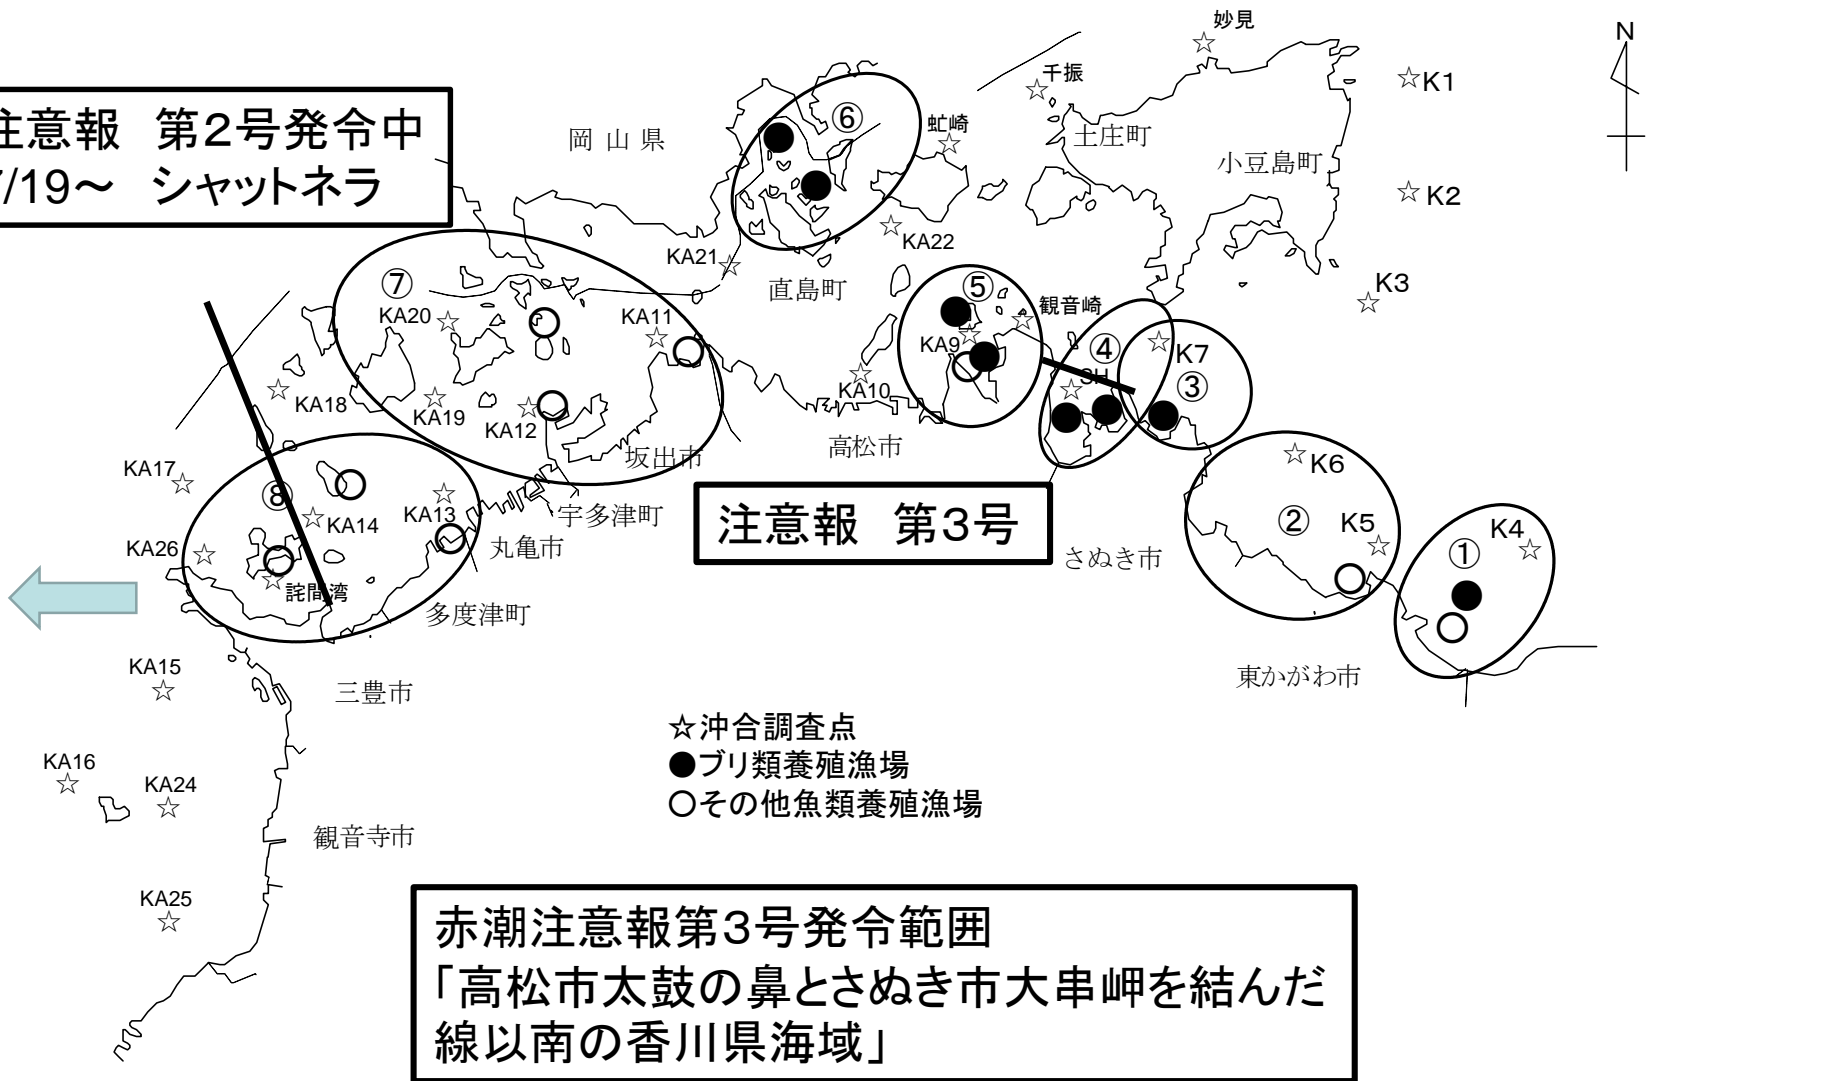 妙見
N
☆K1
千振
⑥
注意報　第２号発令中
7/19～　シャットネラ
虻崎
岡 山 県
土庄町
小豆島町
K2
KA21
KA22
⑦
直島町
⑤
K3
KA20
KA11
観音崎
KA9
④
K7
SH
③
KA18
KA19
KA10
KA12
高松市
坂出市
K6
KA17
⑧
KA14
KA13
宇多津町
注意報　第３号
②
K5
K4
①
KA26
丸亀市
さぬき市
詫間湾
多度津町
KA15
三豊市
東かがわ市
☆沖合調査点
●ブリ類養殖漁場
○その他魚類養殖漁場
KA16
KA24
観音寺市
KA25
赤潮注意報第３号発令範囲
「高松市太鼓の鼻とさぬき市大串岬を結んだ
線以南の香川県海域」